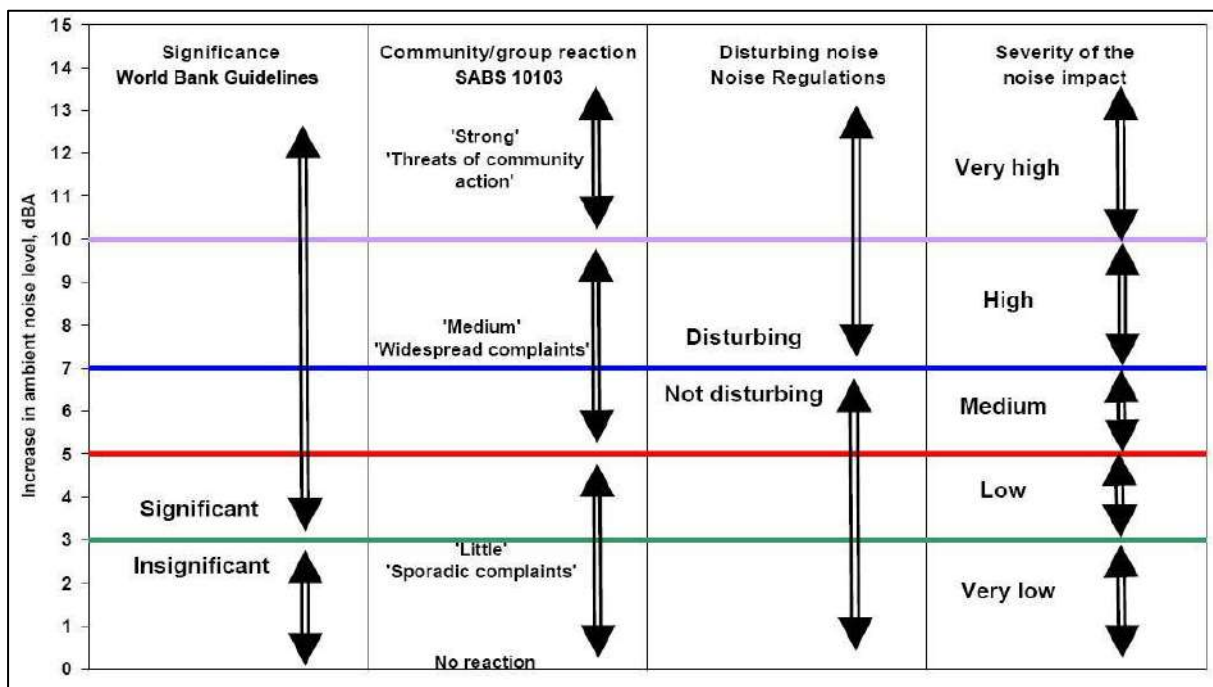 Increase in ambient noise level, dBA
15
14
13
12
11
10
9
8
7
6
5
4
3
2
1
0
Significance
World Bank Guidelines
Significant
Insignificant
Community/group reaction
SABS 10103
'Strong'
'Threats of community
action'
'Medium'
'Widespread complaints'
'Little'
'Sporadic complaints'
No reaction
Disturbing noise
Noise Regulations
Disturbing
Not disturbing
Severity of the
noise impact
Very high
High
Medium
Low
Very low